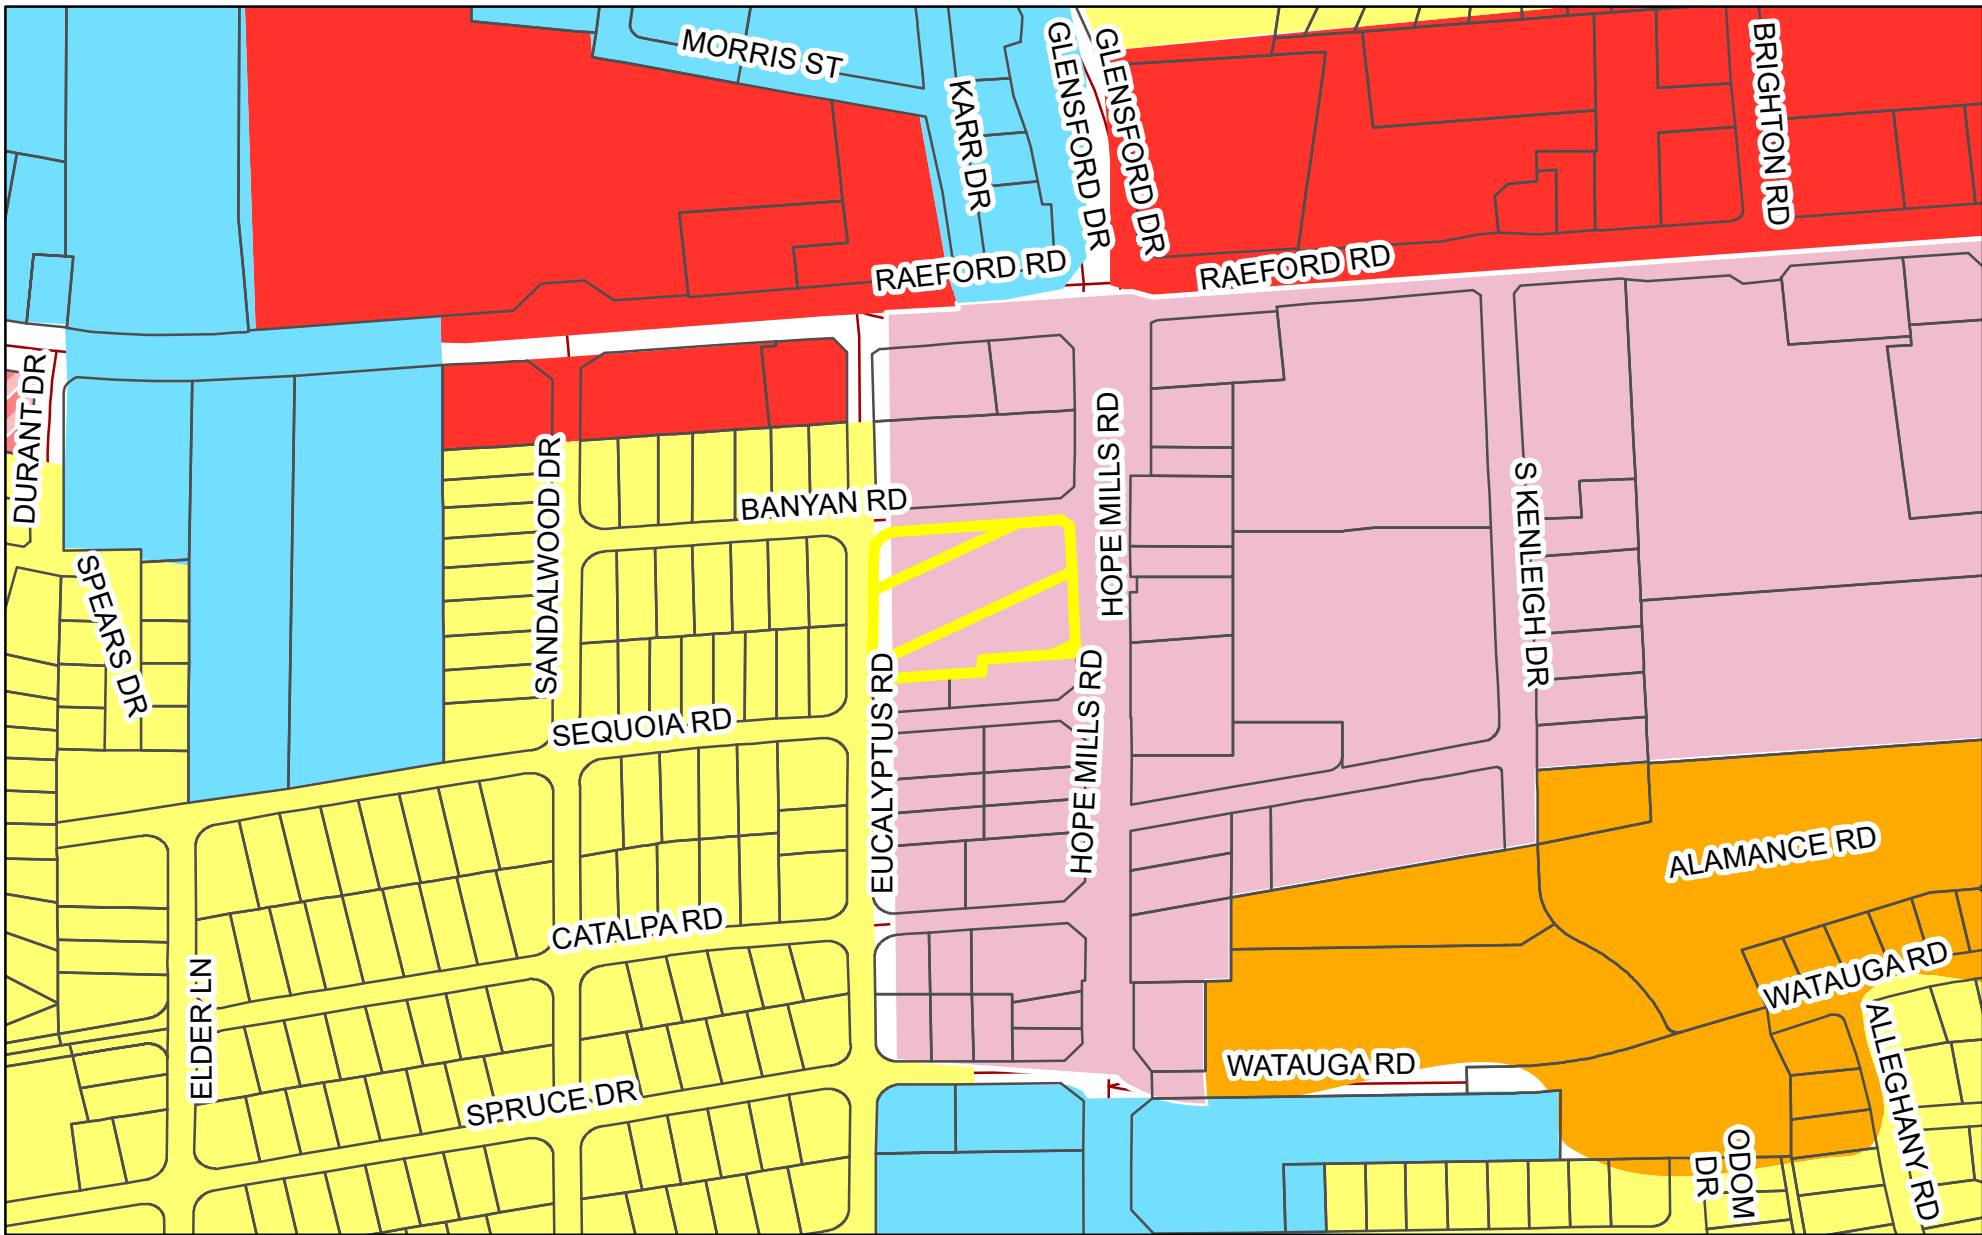 MORRIS ST
KARR DR
GLENSFORD DR
GLENSFORD DR
BRIGHTON RD
RAEFORD RD
RAEFORD RD
DURANT DR
SANDALWOOD DR
BANYAN RD
HOPE MILLS RD
S KENLEIGH DR
SPEARS DR
SEQUOIA RD
EUCALYPTUS RD
HOPE MILLS RD
ALAMANCE RD
CATALPA RD
ELDER LN
WATAUGA RD
WATAUGA RD
ALLEGHANY RD
SPRUCE DR
ODOM
DR